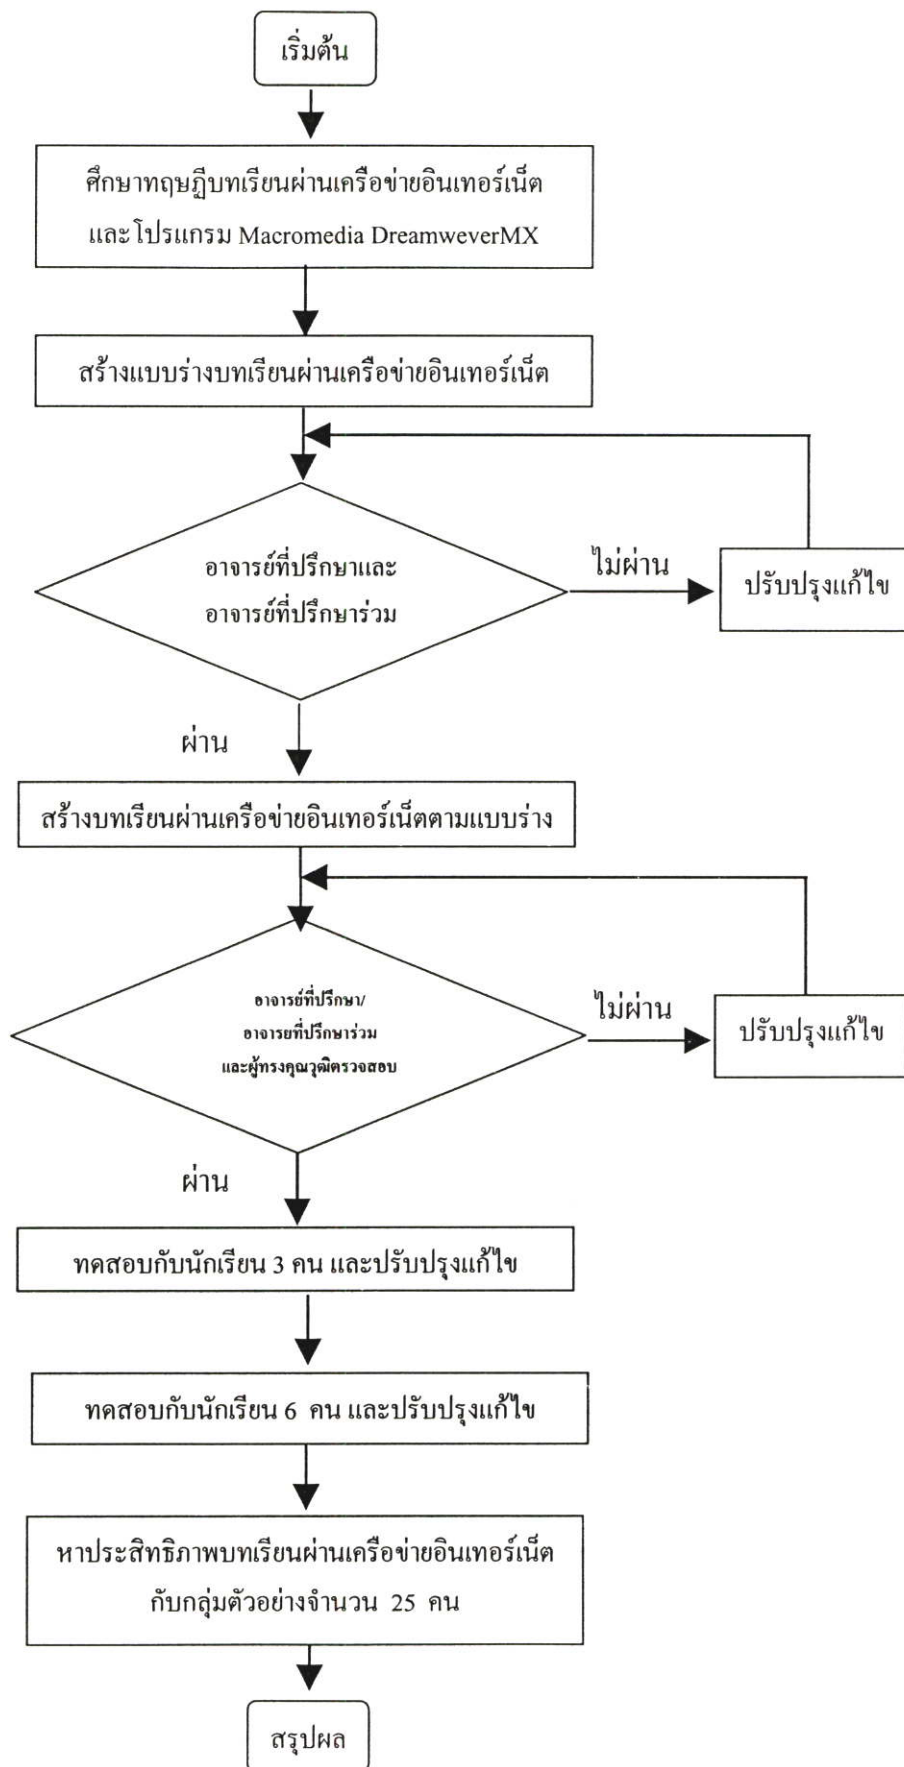 เริ่มต้น
ศึกษาทฤษฎีบทเรียนผ่านเครือข่ายอินเทอร์เน็ต
และโปรแกรม Macromedia DreamweverMX
สร้างแบบร่างบทเรียนผ่านเครือข่ายอินเทอร์เน็ต
อาจารย์ที่ปรึกษาและ
อาจารย์ที่ปรึกษาร่วม
ไม่ผ่าน
ปรับปรุงแก้ไข
ผ่าน
สร้างบทเรียนผ่านเครือข่ายอินเทอร์เน็ตตามแบบร่าง
อาจารย์ที่ปรึกษา/
อาจารยที่ปรึกษาร่วม
และผู้ทรงคุณวุฒิตรวจสอบ
ไม่ผ่าน
ปรับปรุงแก้ไข
ผ่าน
ทดสอบกับนักเรียน 3 คน และปรับปรุงแก้ไข
ทดสอบกับนักเรียน 6 คน และปรับปรุงแก้ไข
หาประสิทธิภาพบทเรียนผ่านเครือข่ายอินเทอร์เน็ต
กับกลุ่มตัวอย่างจำนวน 25 คน
สรุปผล